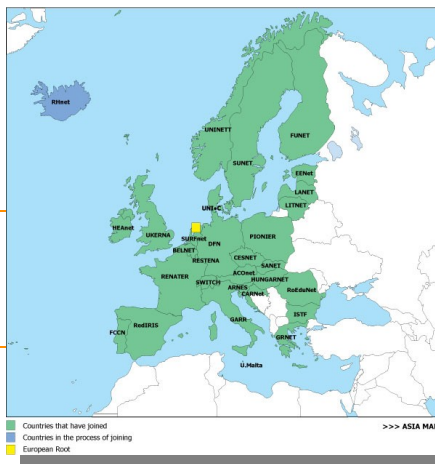 RHnet
UNINETT
FUNET
SUNET
EENet
LANET
LITNET
UNI•C
HEAnet
UKERNA
SURFnet
DFN
PIONIER
BELNET
RESTENA
CESNET
SANET
RENATER
ACOnet
HUNGARNET
SWITCH
ARNES
CARNet
RoEduNet
ISTF
GARR
FCCN
RedIRIS
GRNET
Ü.Malta
Countries that have joined
>>> ASIA MAP
Countries in the process of joining
European Root